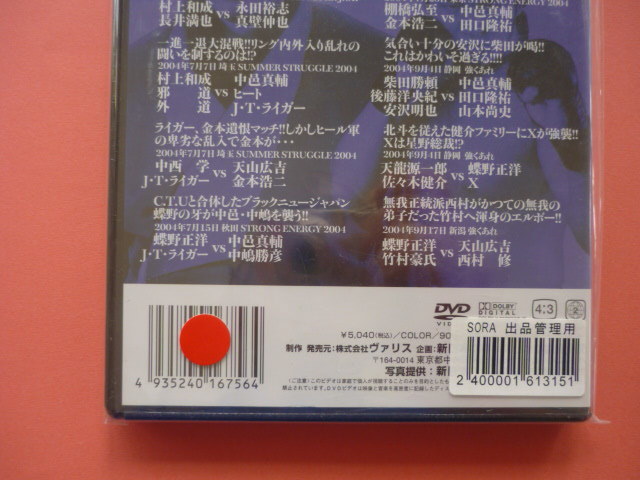 村上和成 vs 永田裕志
長井満也 真壁伸也
一進一退大混戦!!リング内外入り乱れの
闘いを制するのは!?
2004年7月7日 埼玉 SUMMER STRUGGLE 2004
村上和成 中邑真輔
邪道 vs ヒート
外道 J・T・ライガー
ライガー、金本遺恨マッチ!!しかしヒール軍
の卑劣な乱入で金本が・・・
2004年7月7日 埼玉 SUMMER STRUGGLE 2004
中西学 vs 天山広吉
J・T・ライガー 金本浩二
C.T.Uと合体したブラックニュージャパン
蝶野の牙が中邑・中嶋を襲う!!
2004年7月15日 秋田 STRONG ENERGY 2004
蝶野正洋 vs 中邑真輔
J・T・ライガー 中嶋勝彦
STRONG ENERGY 2004
棚橋弘至 vs 中邑真輔
金本浩二 田口隆祐
気合い十分の安沢に柴田が喝!!
これはかわいそ過ぎる!!!!
2004年9月4日 静岡 強くあれ
柴田勝頼 中邑真輔
後藤洋央紀 vs 田口隆祐
安沢明也 山本尚史
北斗を従えた健介ファミリーにXが強襲!!
Xは星野総裁!?
2004年9月4日 静岡 強くあれ
天龍源一郎 vs 蝶野正洋
佐々木健介 X
無我正統派西村がかつての無我の
弟子だった竹村へ渾身のエルボー!!
2004年9月17日 新潟 強くあれ
蝶野正洋 vs 天山広吉
竹村豪氏 西村修
DVD
VIDEO
DOLBY
DIGITAL
4:3
2
¥5,040(税込)/COLOR/90
制作 発売元:株式会社ヴァリス 企画:新
〒164-0014 東京都中
写真提供:新
4 935240 167564
SORA 出品管理用
2 400001 613151